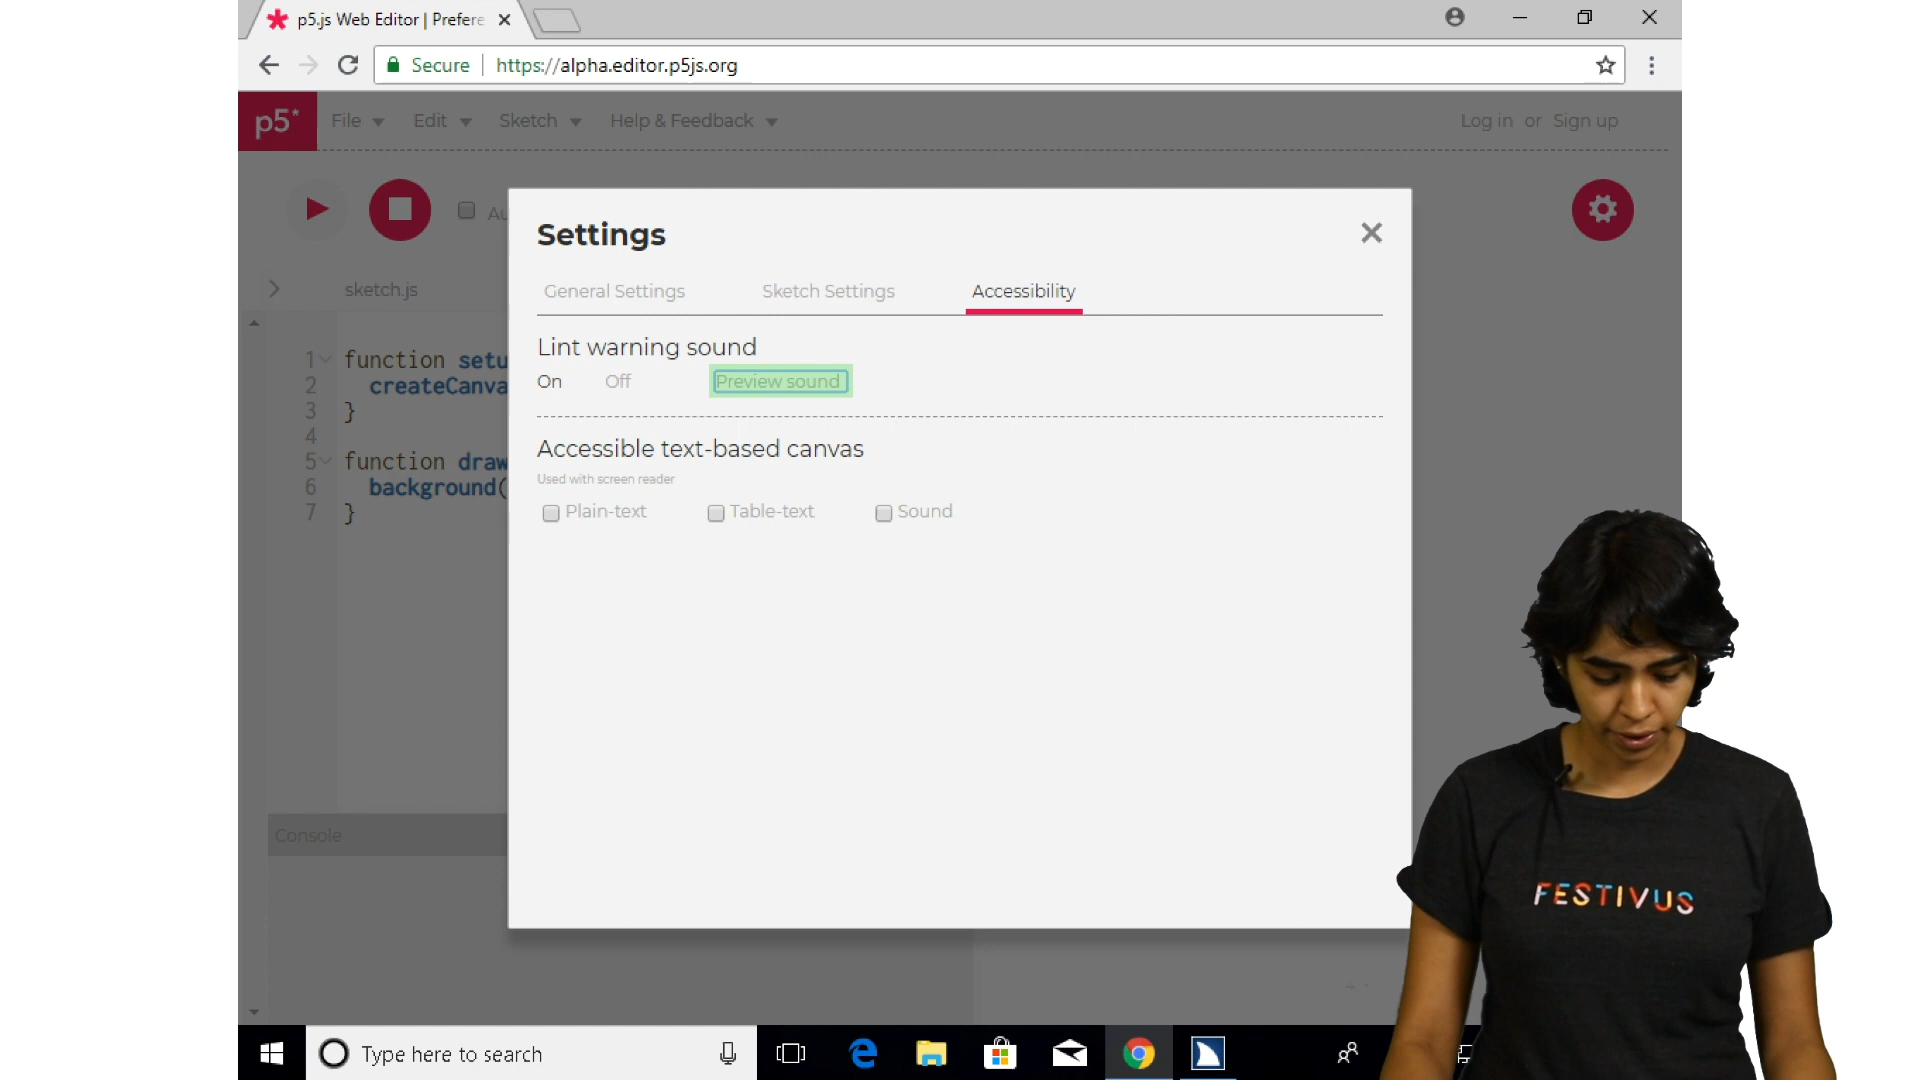 p5.js Web Editor | Prefere
Secure https://alpha.editor.p5js.org
p5* File Edit Sketch Help & Feedback Log in or Sign up
Au
Settings
sketch.js
General Settings Sketch Settings Accessibility
Lint warning sound
On Off Preview sound
Accessible text-based canvas
Used with screen reader
Plain-text Table-text Sound
1 function setu
2 createCanva
3 }
4
5 function draw
6 background(
7 }
Console
FESTIVUS
Type here to search